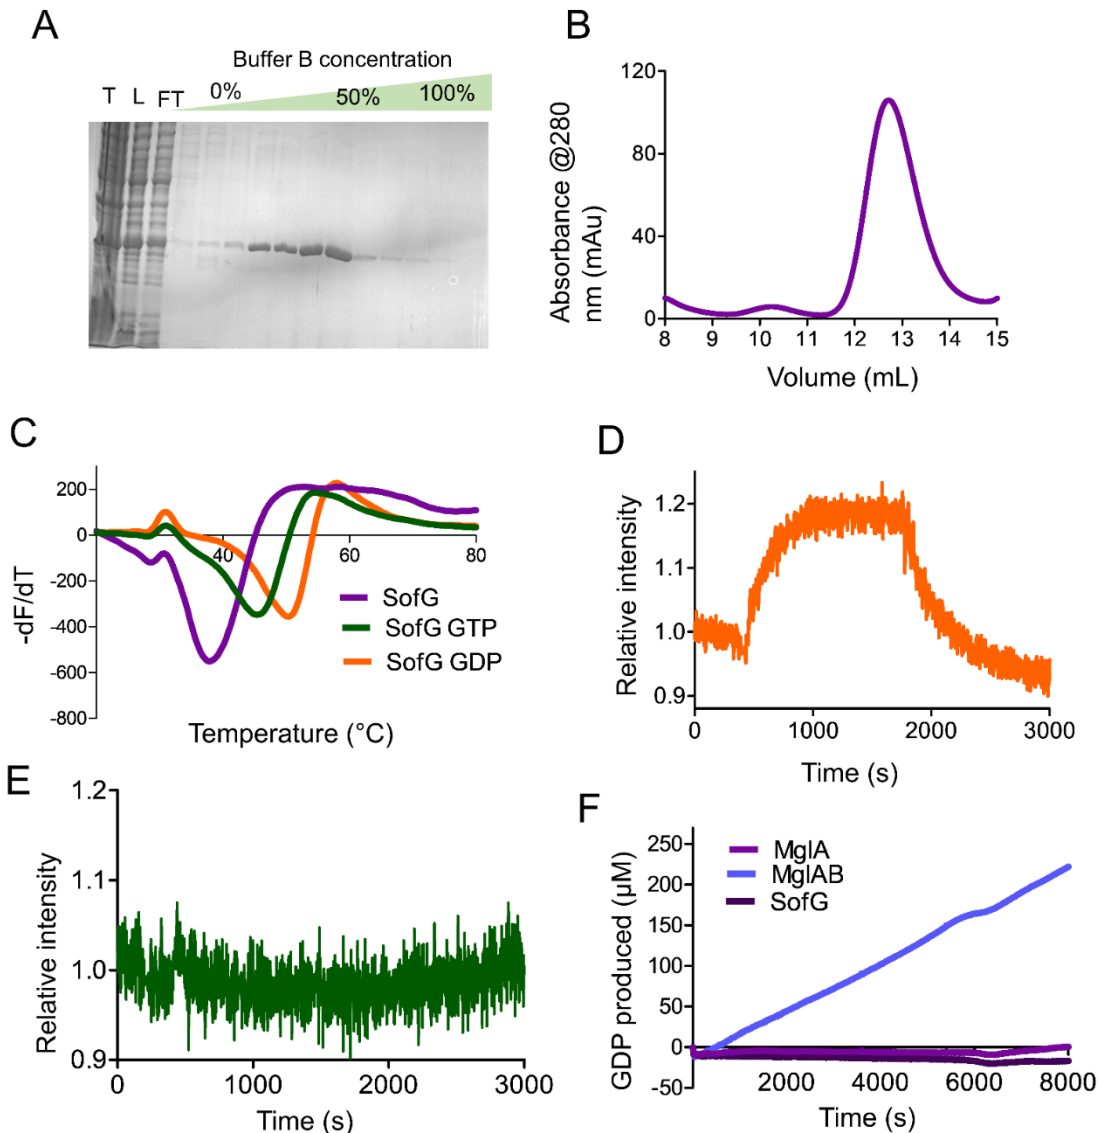 A
Buffer B concentration
T L FT 0% 50% 100%
B
120
80
40
0
8 9 10 11 12 13 14 15
Absorbance @280
nm (mAu)
Volume (mL)
C
200
0
-200
-400
-600
-800
40 60 80
-dF/dT
SofG
SofG GTP
SofG GDP
Temperature (°C)
D
1.2
1.1
1.0
0.9
0 1000 2000 3000
Relative intensity
Time (s)
E
1.2
1.1
1.0
0.9
0 1000 2000 3000
Relative intensity
Time (s)
F
250
200
150
100
50
0
-50
2000 4000 6000 8000
GDP produced (µM)
MglA
MglAB
SofG
Time (s)